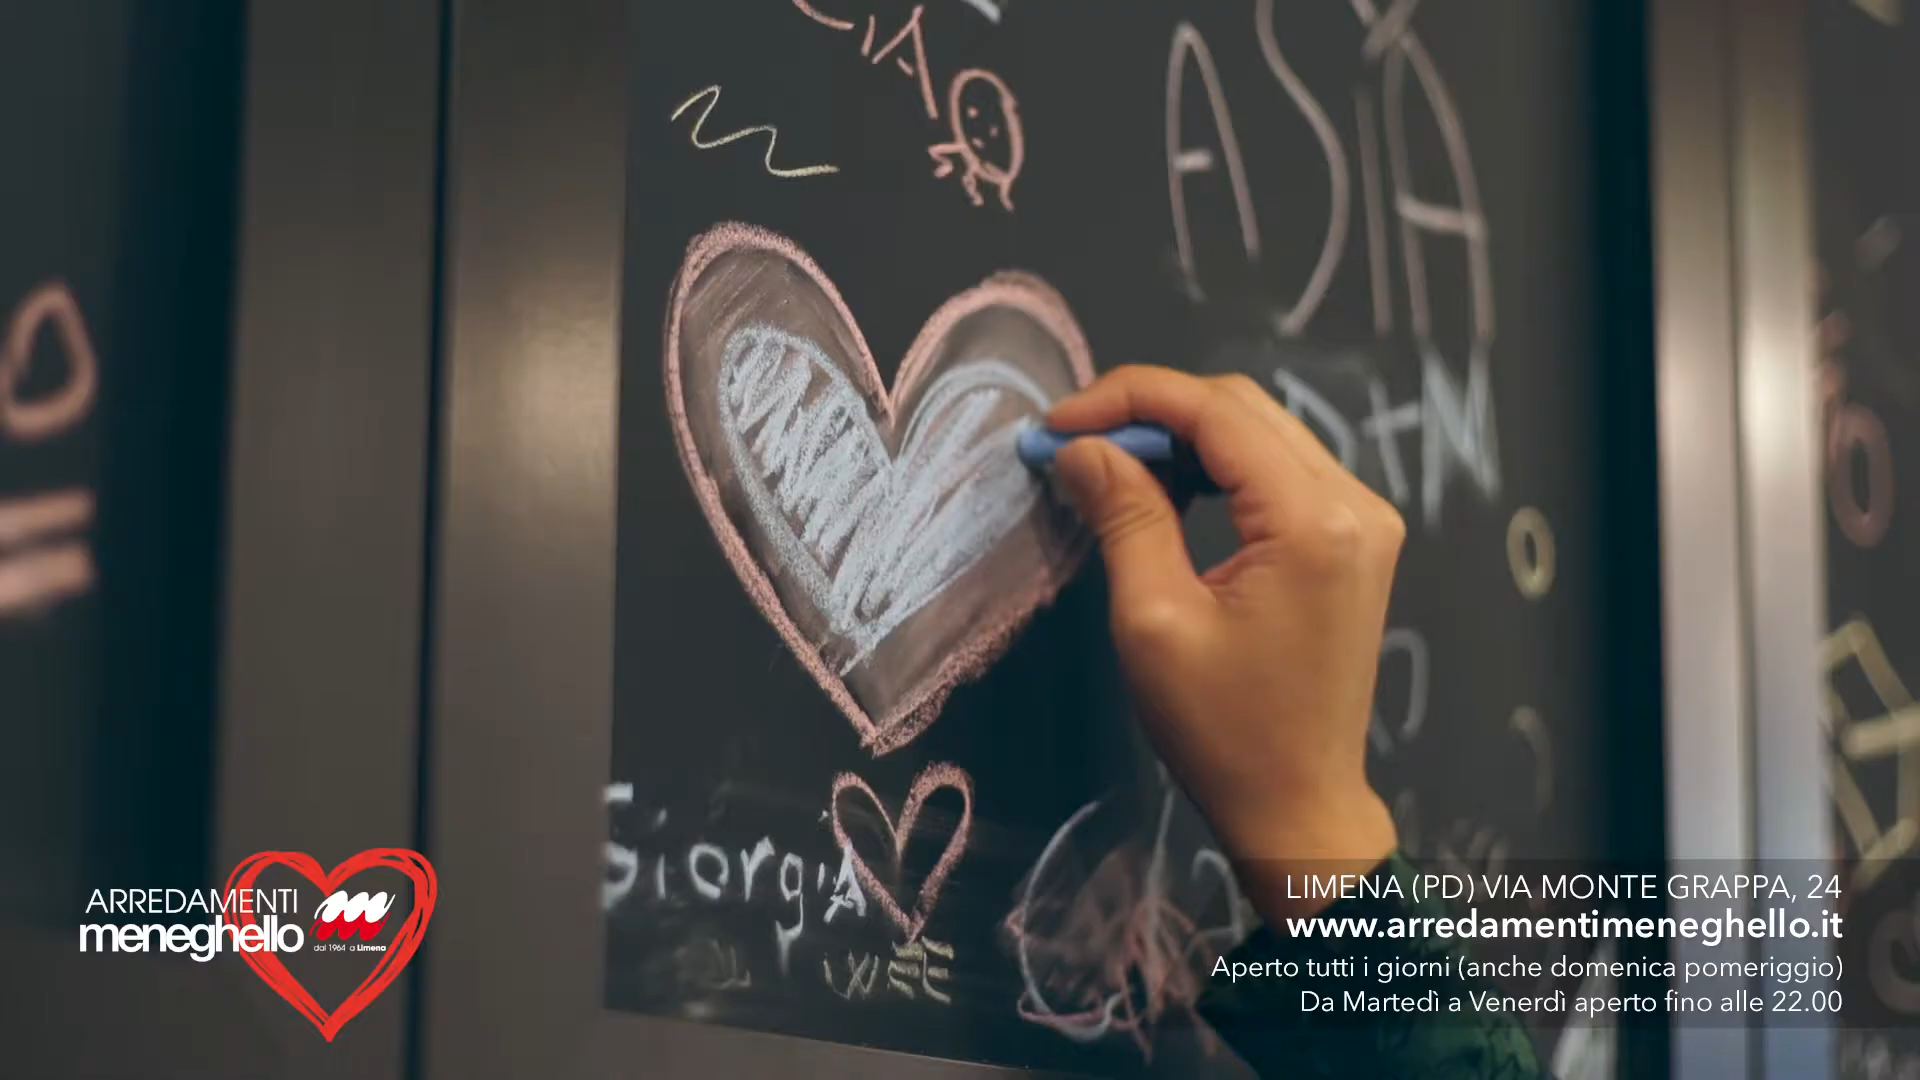 ASIA
Giorgia
ARREDAMENTI
meneghello
dal 1964 a Limena
LIMENA (PD) VIA MONTE GRAPPA, 24
www.arredamentimeneghello.it
Aperto tutti i giorni (anche domenica pomeriggio)
Da Martedì a Venerdì aperto fino alle 22.00